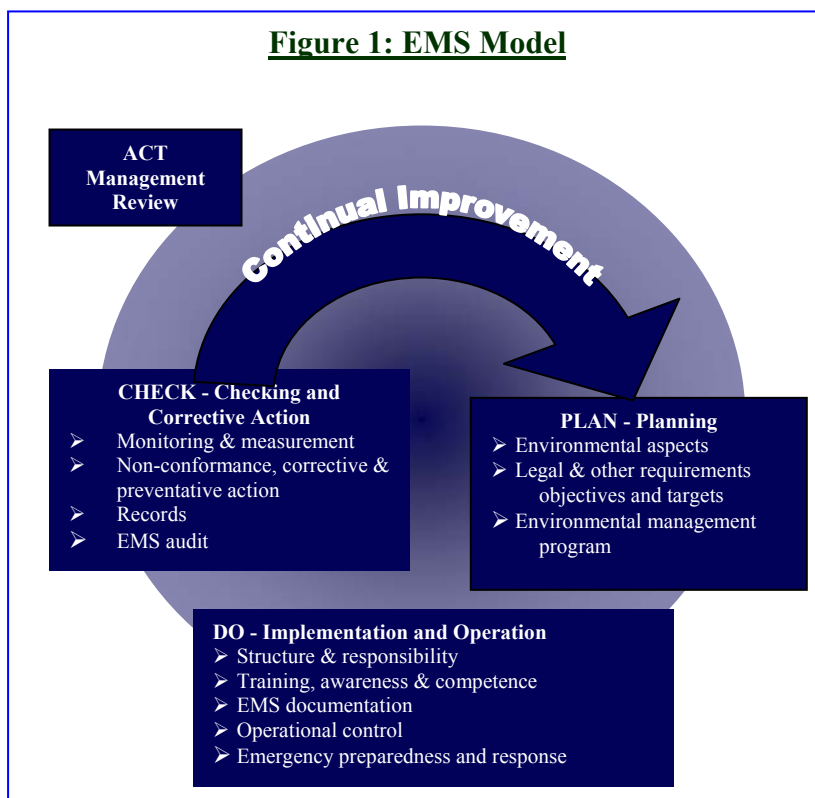 Figure 1: EMS Model
ACT
Management
Review
Continual Improvement
CHECK - Checking and
Corrective Action
➢ Monitoring & measurement
➢ Non-conformance, corrective &
preventative action
➢ Records
➢ EMS audit
PLAN - Planning
➢ Environmental aspects
➢ Legal & other requirements
objectives and targets
➢ Environmental management
program
DO - Implementation and Operation
➢ Structure & responsibility
➢ Training, awareness & competence
➢ EMS documentation
➢ Operational control
➢ Emergency preparedness and response